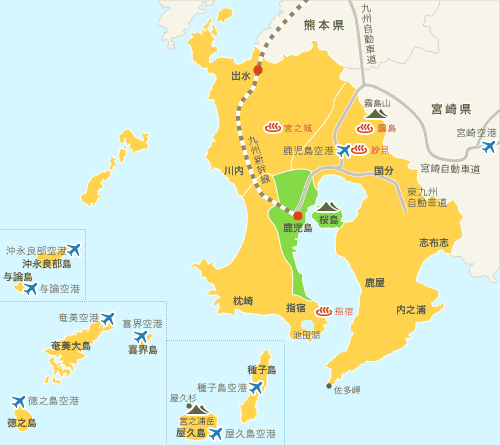 熊本県
九州自動車道
出水
霧島山
宮崎県
宮之城
霧島
宮崎空港
鹿児島空港
妙見
九州新幹線
川内
国分
宮崎自動車道
東九州
自動車道
鹿児島
桜島
志布志
沖永良部空港
沖永良部島
与論島
与論空港
鹿屋
枕崎
指宿
指宿
内之浦
池田湖
奄美空港
喜界空港
奄美大島
喜界島
種子島
種子島空港
佐多岬
屋久杉
徳之島空港
宮之浦岳
徳之島
屋久島
屋久島空港